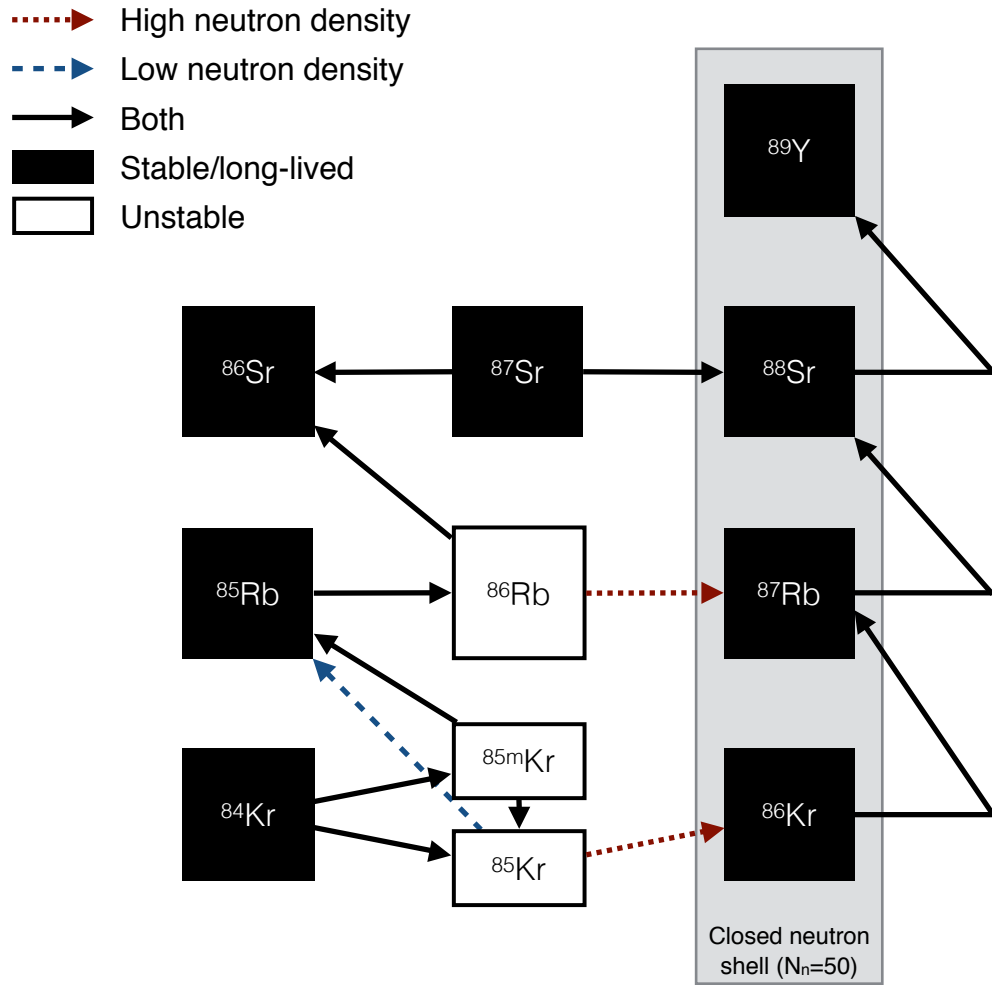 High neutron density
Low neutron density
Both
Stable/long-lived
Unstable
⁸⁹Y
⁸⁶Sr
⁸⁷Sr
⁸⁸Sr
⁸⁵Rb
⁸⁶Rb
⁸⁷Rb
⁸⁵ᵐKr
⁸⁴Kr
⁸⁶Kr
⁸⁵Kr
Closed neutron
shell (Nₙ=50)